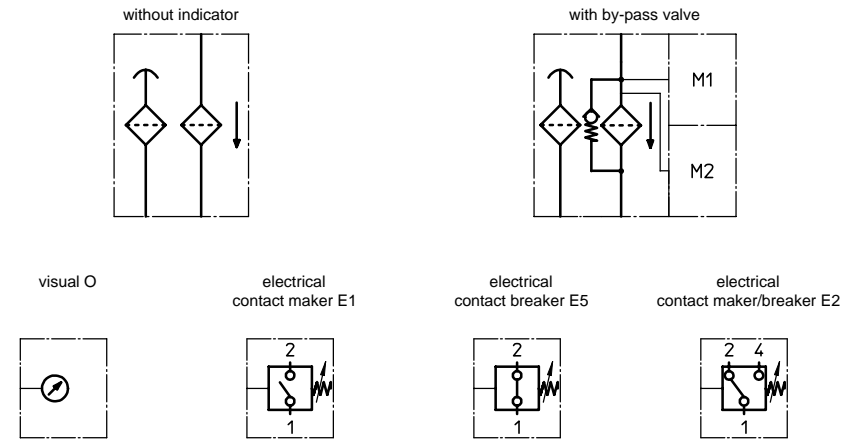 without indicator
with by-pass valve
M1
M2
visual O
electrical
contact maker E1
electrical
contact breaker E5
electrical
contact maker/breaker E2
2
1
2
1
2 4
1